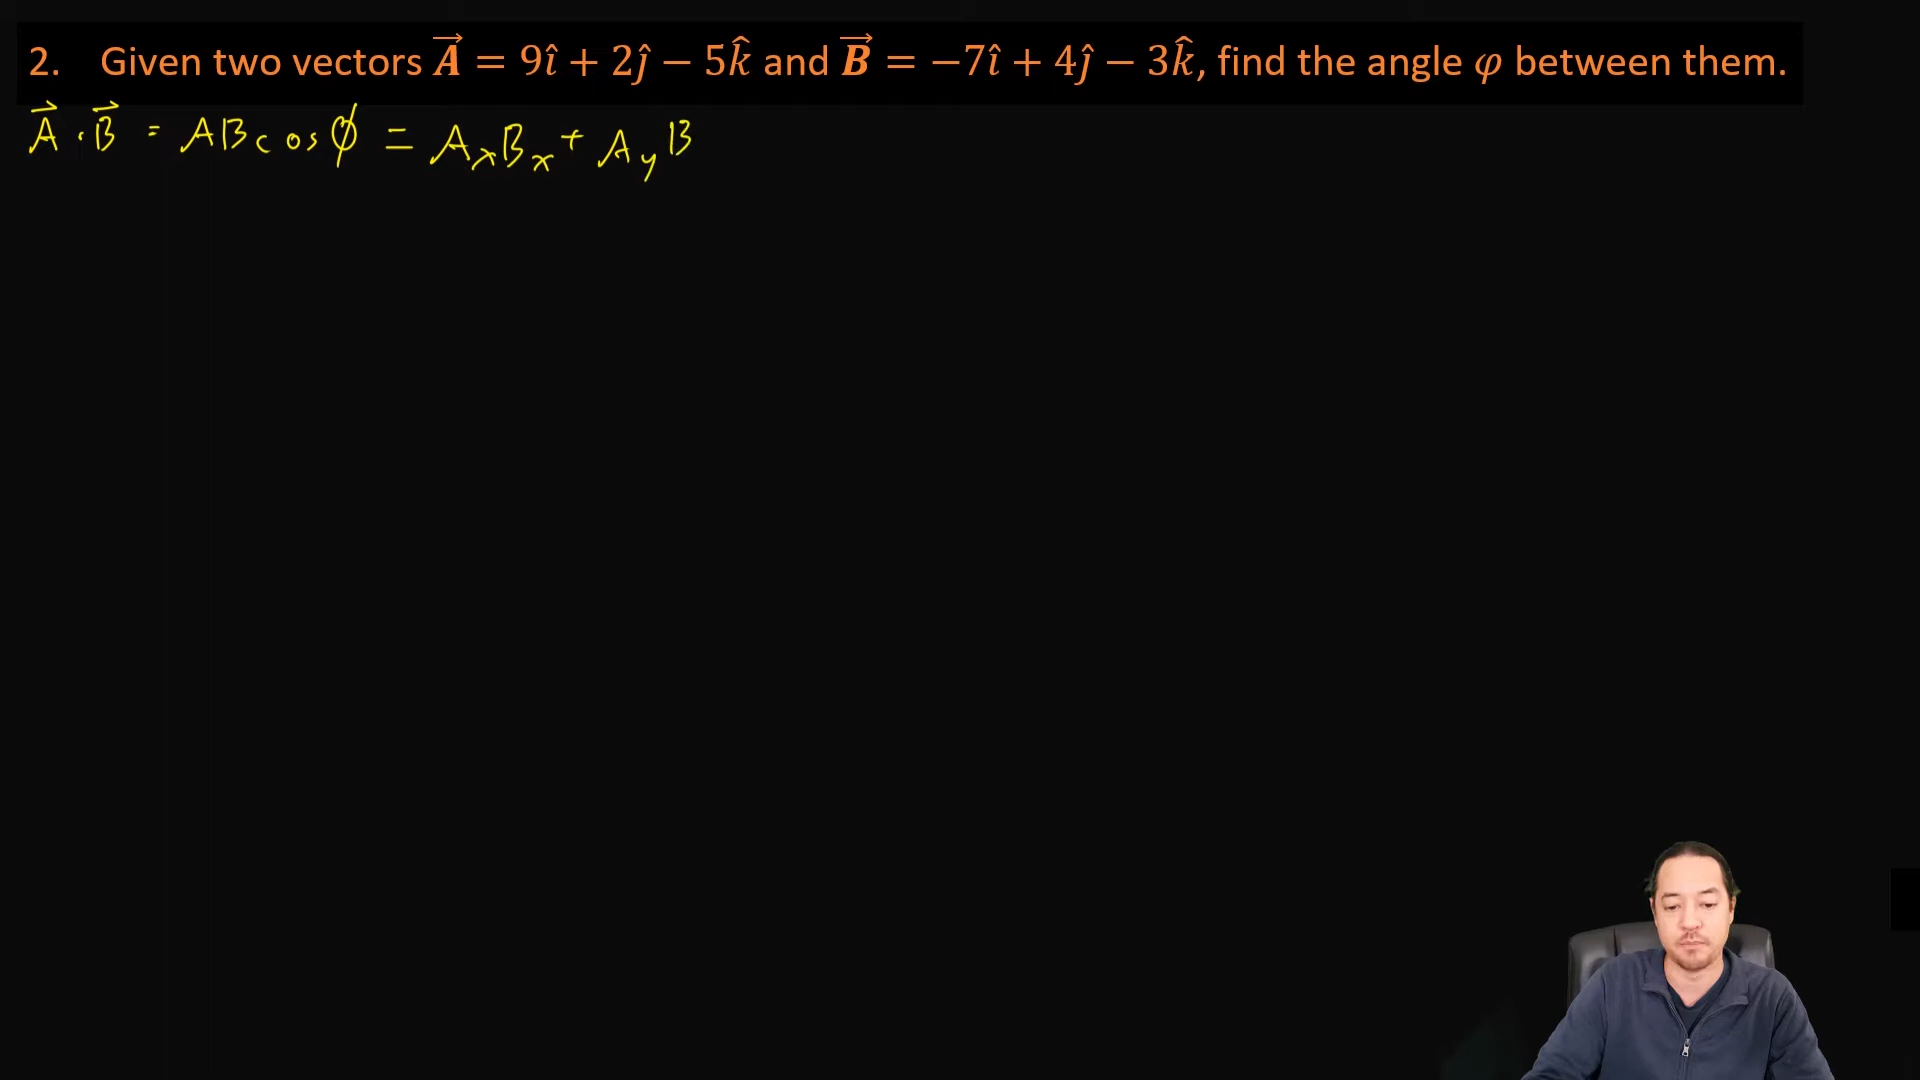 2. Given two vectors A⃗ = 9î + 2ĵ − 5k̂ and B⃗ = −7î + 4ĵ − 3k̂, find the angle φ between them.
A⃗ · B⃗ = AB cos ϕ = AₓBₓ + A_y B